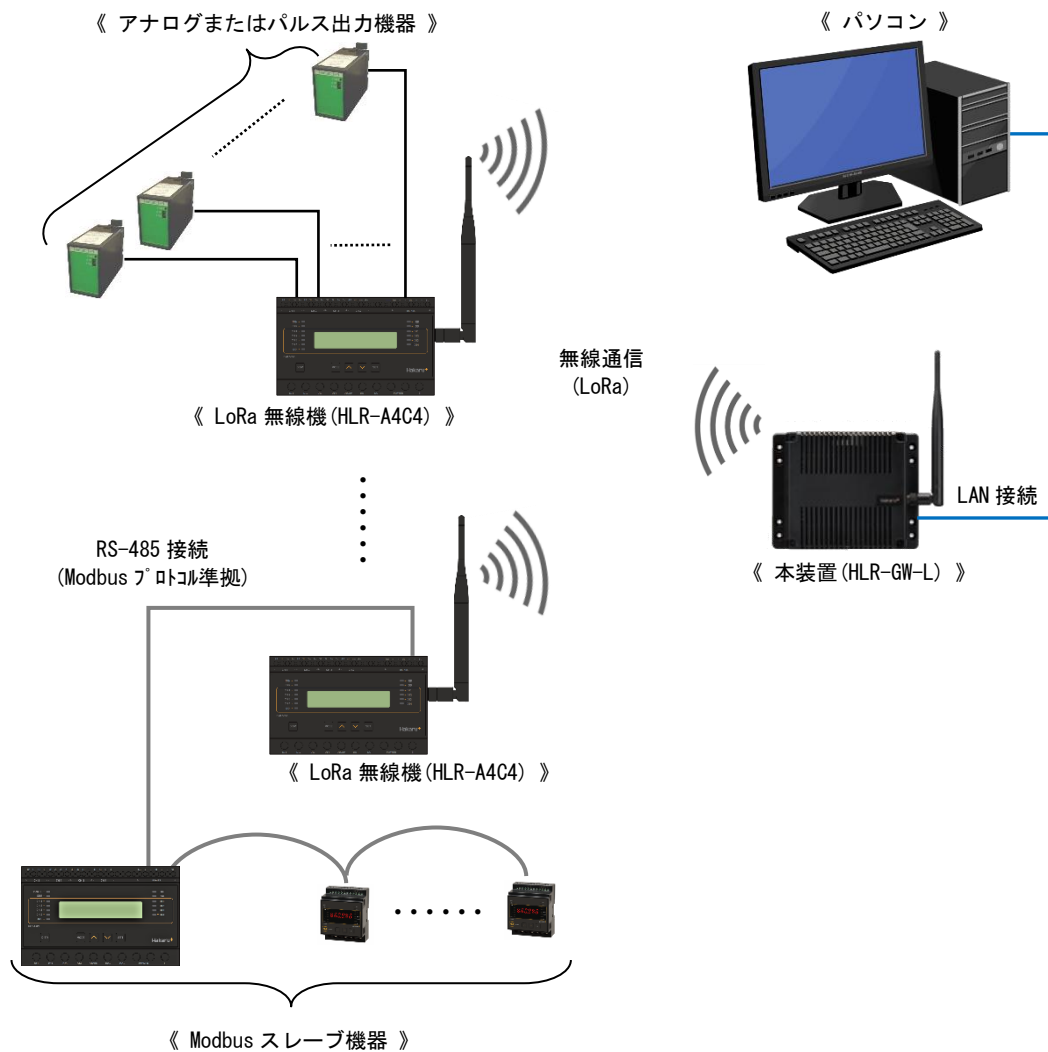 《 アナログまたはパルス出力機器 》
《 パソコン 》
無線通信
(LoRa)
《 LoRa 無線機(HLR-A4C4) 》
LAN 接続
RS-485 接続
(Modbus ﾌﾟﾛﾄｺﾙ準拠)
《 本装置(HLR-GW-L) 》
《 LoRa 無線機(HLR-A4C4) 》
《 Modbus スレーブ機器 》